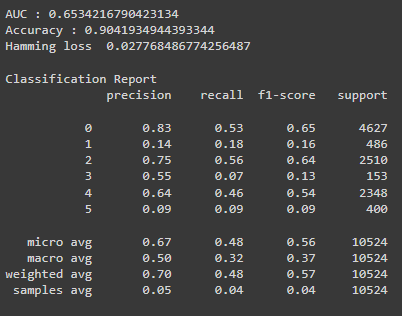 AUC : 0.6534216790423134
Accuracy : 0.9041934944393344
Hamming loss  0.027768486774256487
Classification Report
precision recall f1-score support
0 0.83 0.53 0.65 4627
1 0.14 0.18 0.16 486
2 0.75 0.56 0.64 2510
3 0.55 0.07 0.13 153
4 0.64 0.46 0.54 2348
5 0.09 0.09 0.09 400
micro avg 0.67 0.48 0.56 10524
macro avg 0.50 0.32 0.37 10524
weighted avg 0.70 0.48 0.57 10524
samples avg 0.05 0.04 0.04 10524